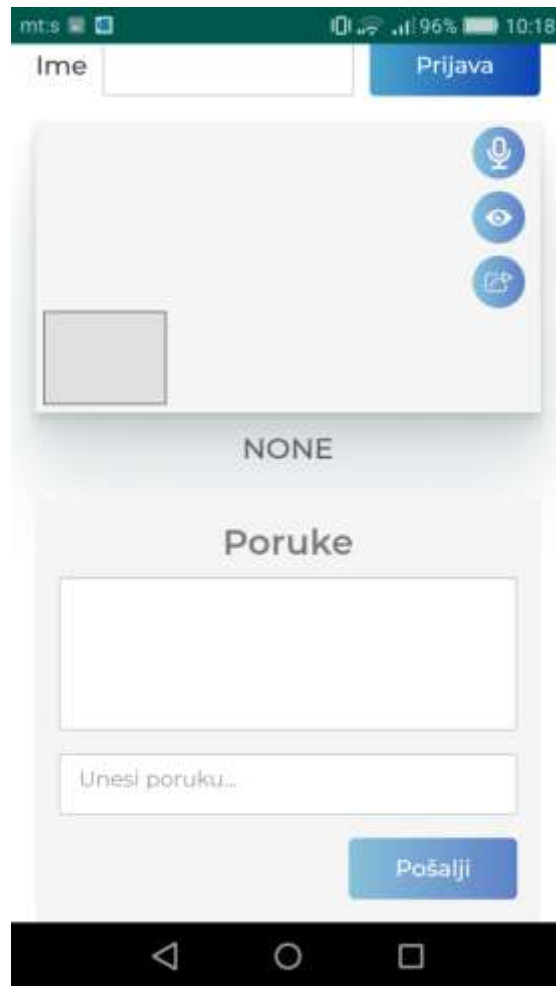 mt:s 96% 10:18
Ime Prijava
NONE
Poruke
Unesi poruku...
Pošalji